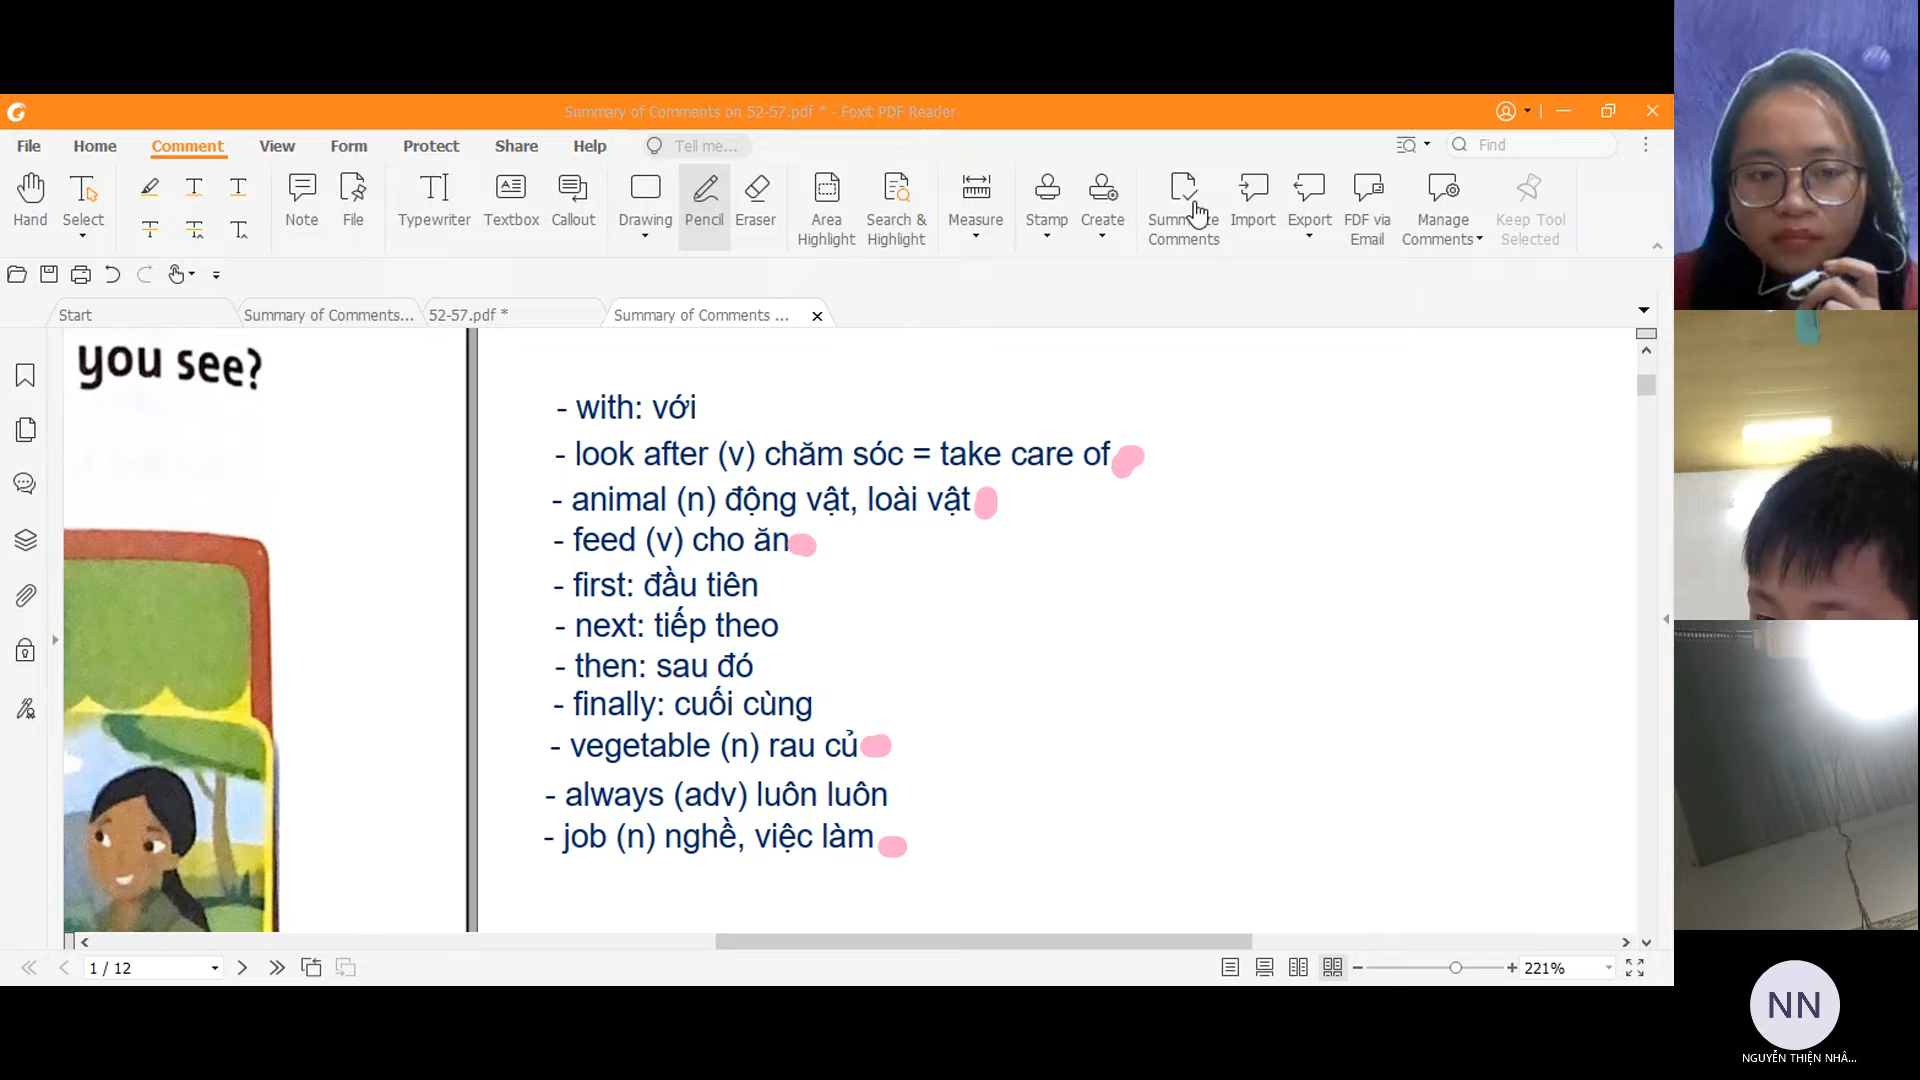 Summary of Comments on 52-57.pdf * - Foxit PDF Reader
File Home Comment View Form Protect Share Help Tell me... Find
Hand Select Note File Typewriter Textbox Callout Drawing Pencil Eraser Area Highlight Search & Highlight Measure Stamp Create Comments Import Export FDF via Email Manage Comments Keep Tool Selected
Start Summary of Comments... 52-57.pdf * Summary of Comments ...
you see?
- with: với
- look after (v) chăm sóc = take care of
- animal (n) động vật, loài vật
- feed (v) cho ăn
- first: đầu tiên
- next: tiếp theo
- then: sau đó
- finally: cuối cùng
- vegetable (n) rau củ
- always (adv) luôn luôn
- job (n) nghề, việc làm
1 / 12
221%
NN
NGUYỄN THIỆN NHÂ...